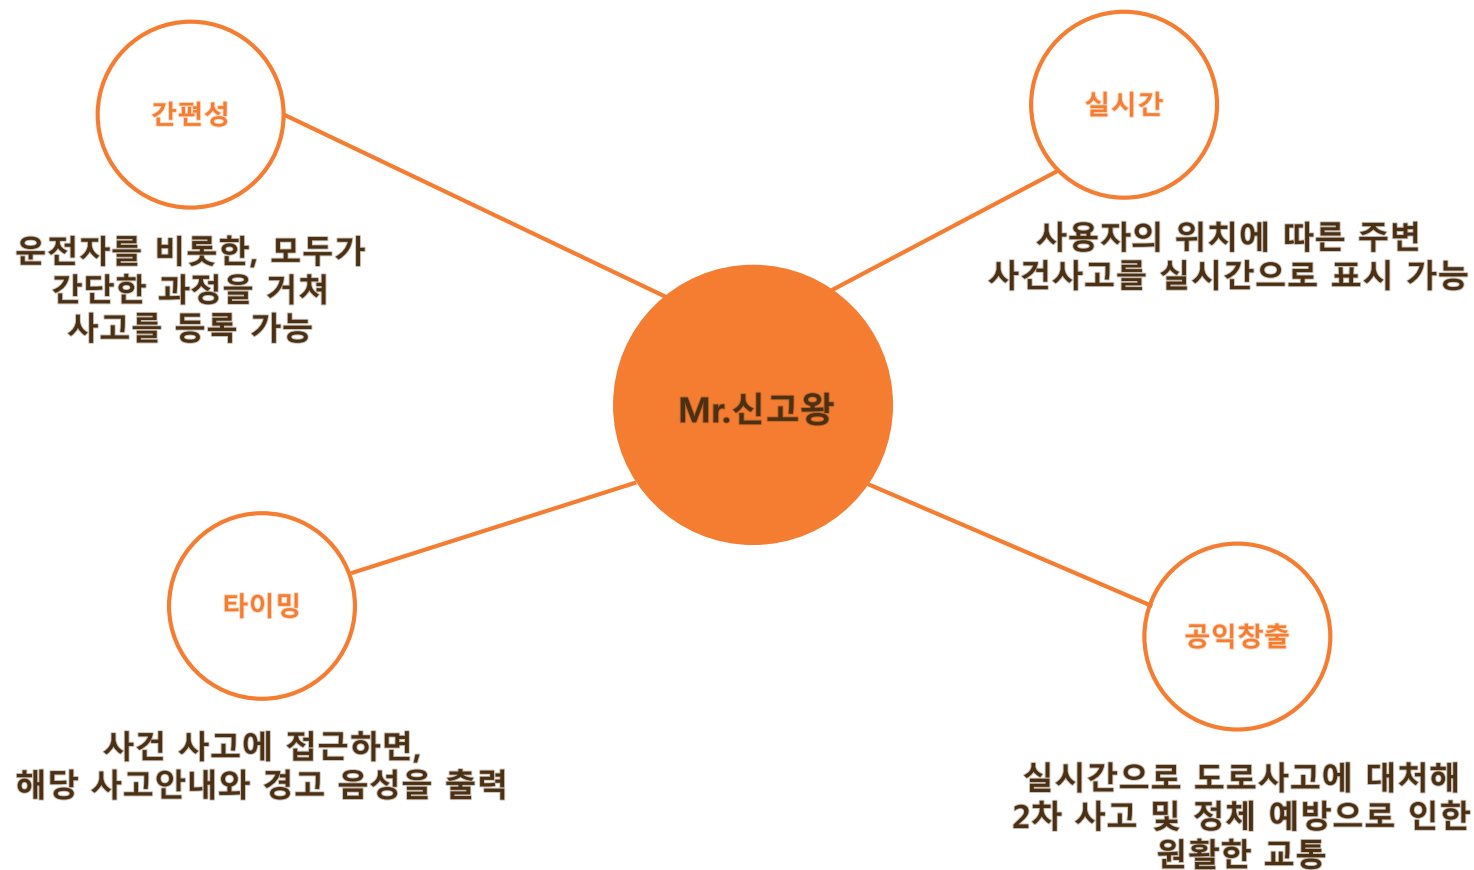 간편성
운전자를 비롯한, 모두가
간단한 과정을 거쳐
사고를 등록 가능
실시간
사용자의 위치에 따른 주변
사건사고를 실시간으로 표시 가능
Mr.신고왕
타이밍
사건 사고에 접근하면,
해당 사고안내와 경고 음성을 출력
공익창출
실시간으로 도로사고에 대처해
2차 사고 및 정체 예방으로 인한
원활한 교통